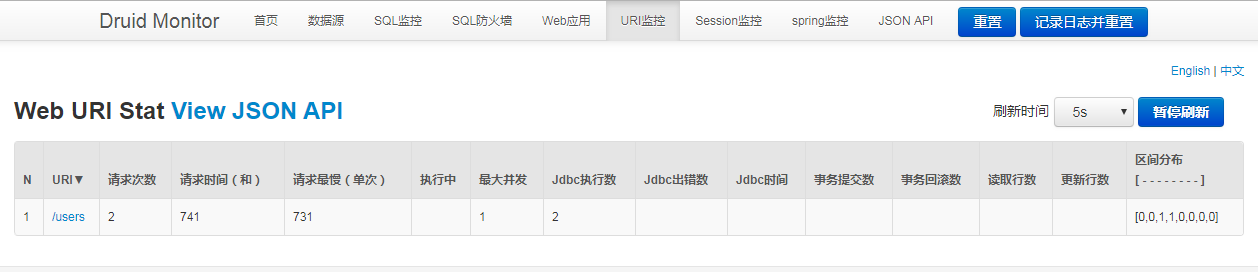 Druid Monitor 首页 数据源 SQL监控 SQL防火墙 Web应用 URI监控 Session监控 spring监控 JSON API 重置 记录日志并重置
English | 中文
Web URI Stat View JSON API 刷新时间 5s 暂停刷新
N URI▼ 请求次数 请求时间（和） 请求最慢（单次） 执行中 最大并发 Jdbc执行数 Jdbc出错数 Jdbc时间 事务提交数 事务回滚数 读取行数 更新行数 区间分布
[ - - - - - - - - ]
1 /users 2 741 731 1 2 [0,0,1,1,0,0,0,0]